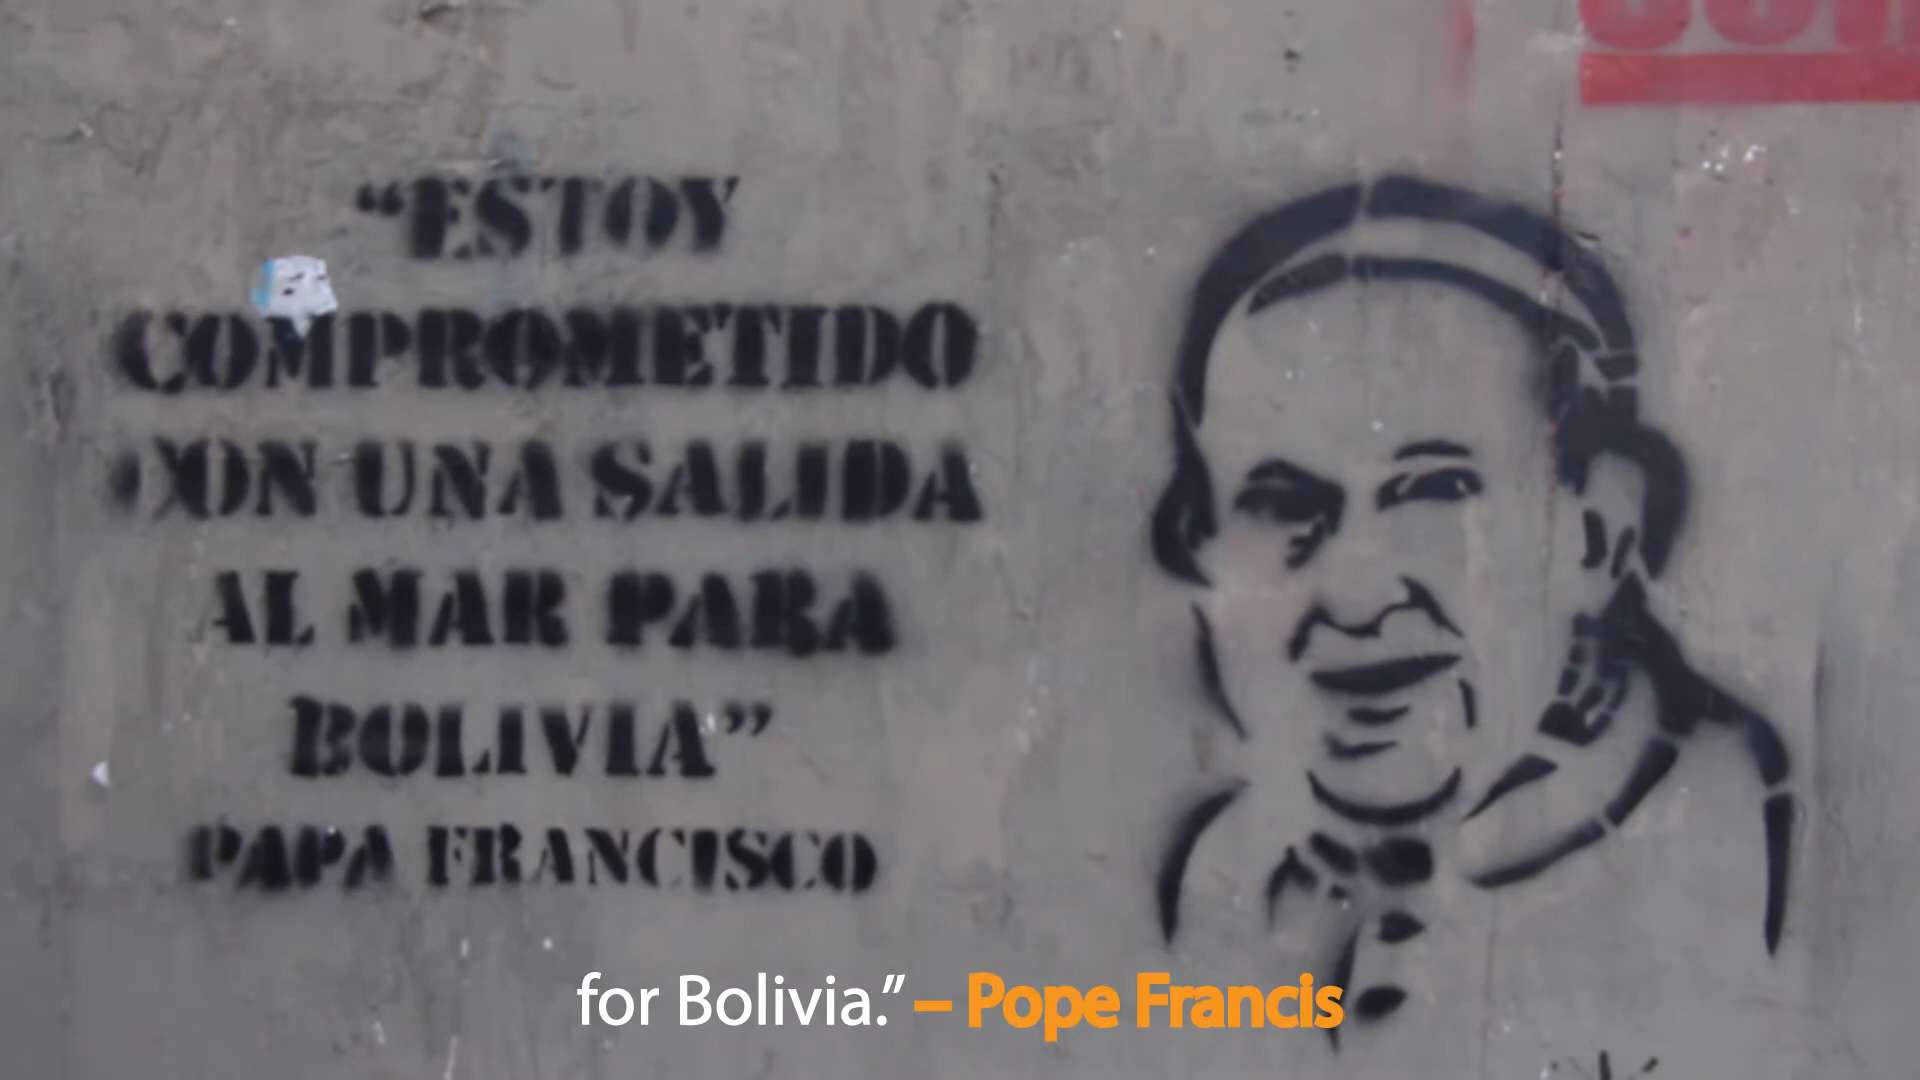 “ESTOY
COMPROMETIDO
CON UNA SALIDA
AL MAR PARA
BOLIVIA”
PAPA FRANCISCO
for Bolivia.” – Pope Francis